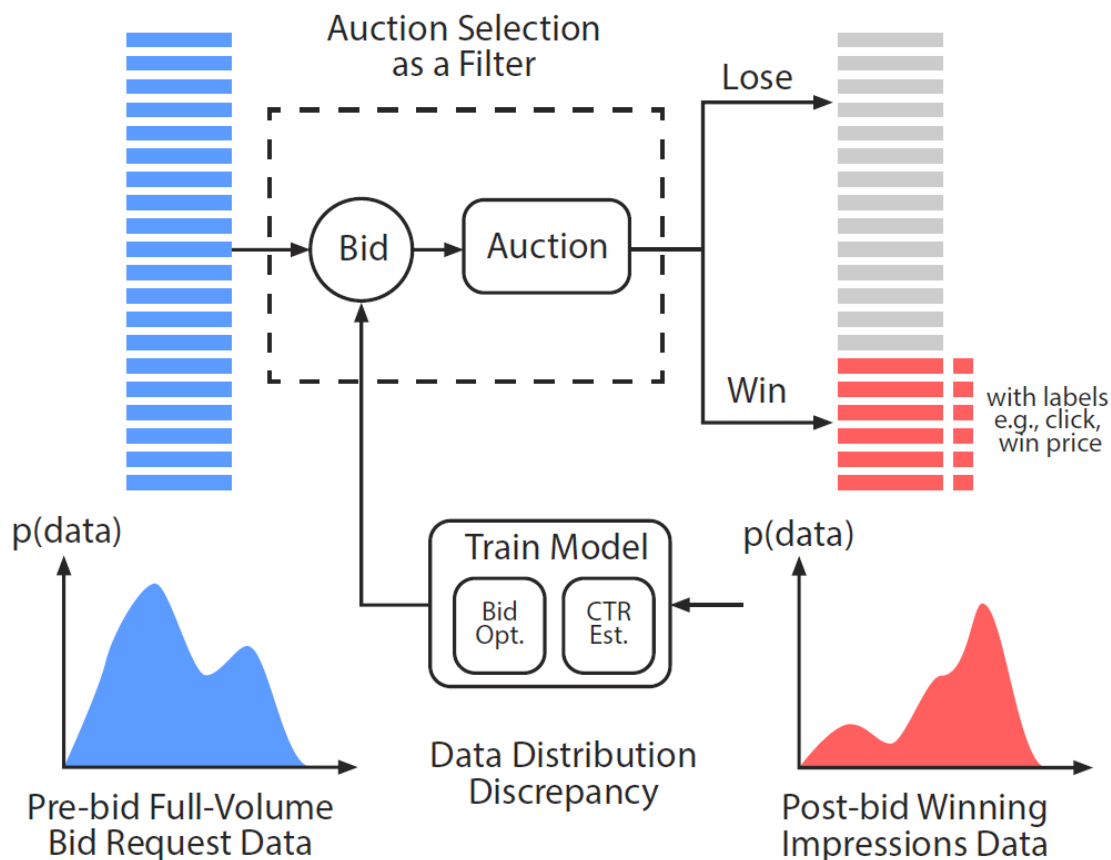 Auction Selection
as a Filter
Lose
Bid
Auction
Win
with labels
e.g., click,
win price
p(data)
Train Model
Bid
Opt.
CTR
Est.
p(data)
Data Distribution
Discrepancy
Pre-bid Full-Volume
Bid Request Data
Post-bid Winning
Impressions Data